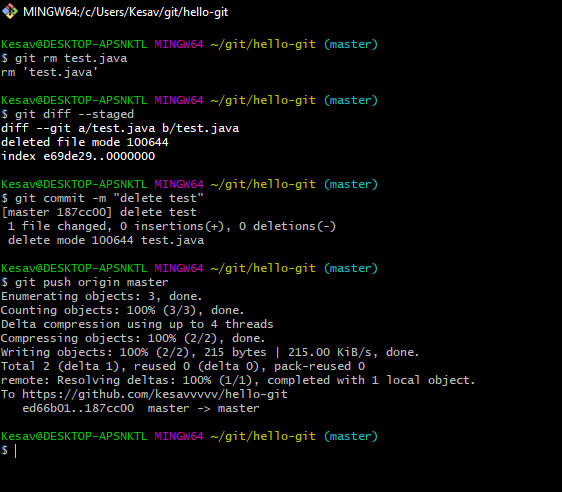 MINGW64:/c/Users/Kesav/git/hello-git
Kesav@DESKTOP-APSNKTL MINGW64 ~/git/hello-git (master)
$ git rm test.java
rm 'test.java'
Kesav@DESKTOP-APSNKTL MINGW64 ~/git/hello-git (master)
$ git diff --staged
diff --git a/test.java b/test.java
deleted file mode 100644
index e69de29..0000000
Kesav@DESKTOP-APSNKTL MINGW64 ~/git/hello-git (master)
$ git commit -m "delete test"
[master 187cc00] delete test
1 file changed, 0 insertions(+), 0 deletions(-)
delete mode 100644 test.java
Kesav@DESKTOP-APSNKTL MINGW64 ~/git/hello-git (master)
$ git push origin master
Enumerating objects: 3, done.
Counting objects: 100% (3/3), done.
Delta compression using up to 4 threads
Compressing objects: 100% (2/2), done.
Writing objects: 100% (2/2), 215 bytes | 215.00 KiB/s, done.
Total 2 (delta 1), reused 0 (delta 0), pack-reused 0
remote: Resolving deltas: 100% (1/1), completed with 1 local object.
To https://github.com/kesavvvvv/hello-git
ed66b01..187cc00  master -> master
Kesav@DESKTOP-APSNKTL MINGW64 ~/git/hello-git (master)
$